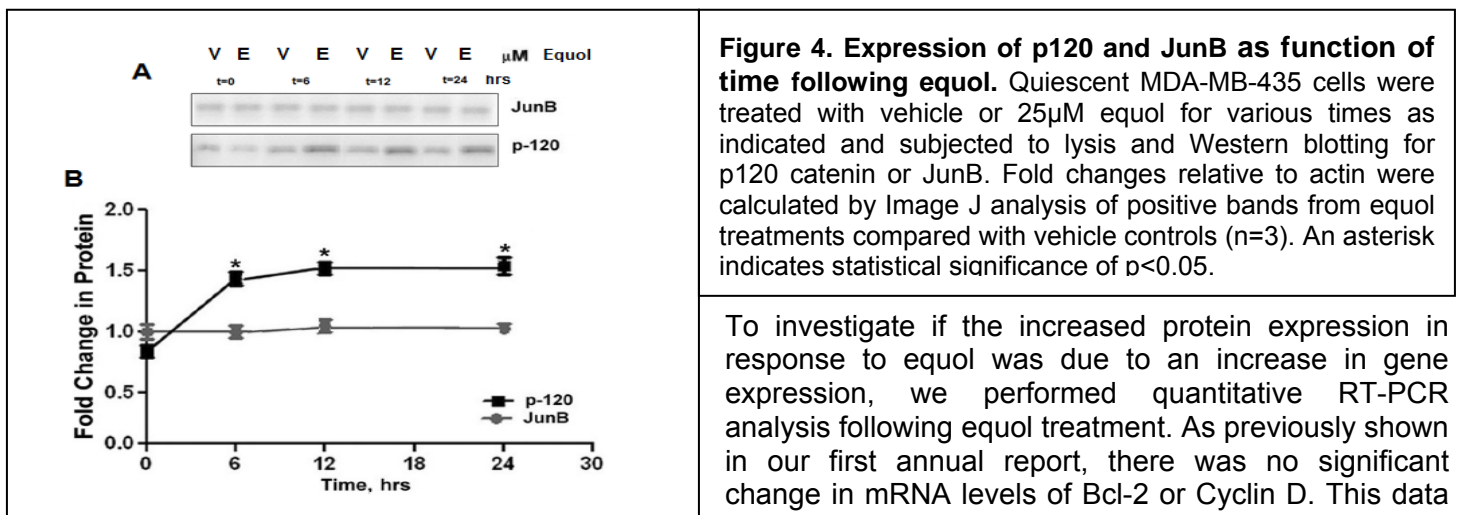 V E V E V E V E μM Equol
A
t=0 t=6 t=12 t=24 hrs
JunB
p-120
B
Fold Change in Protein
2.0
1.5
1.0
0.5
0.0
* * *
p-120
JunB
0 6 12 18 24 30
Time, hrs
Figure 4. Expression of p120 and JunB as function of
time following equol. Quiescent MDA-MB-435 cells were
treated with vehicle or 25µM equol for various times as
indicated and subjected to lysis and Western blotting for
p120 catenin or JunB. Fold changes relative to actin were
calculated by Image J analysis of positive bands from equol
treatments compared with vehicle controls (n=3). An asterisk
indicates statistical significance of p<0.05.
To investigate if the increased protein expression in
response to equol was due to an increase in gene
expression, we performed quantitative RT-PCR
analysis following equol treatment. As previously shown
in our first annual report, there was no significant
change in mRNA levels of Bcl-2 or Cyclin D. This data